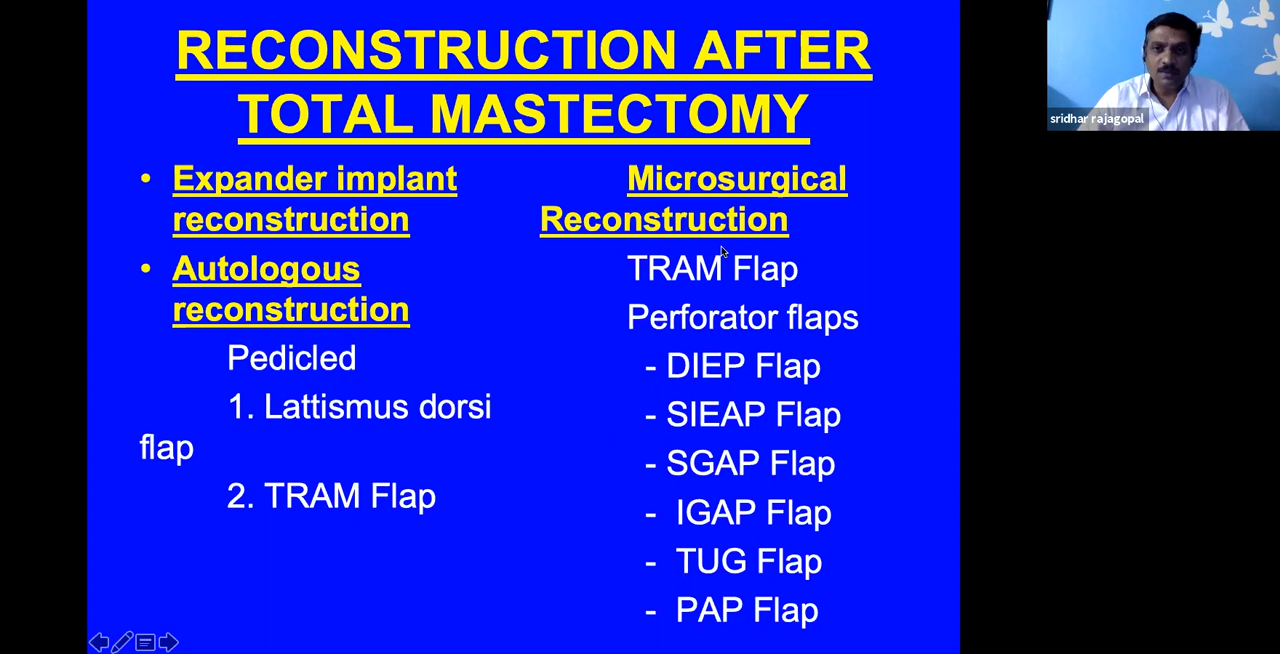 RECONSTRUCTION AFTER
TOTAL MASTECTOMY
• Expander implant
reconstruction
• Autologous
reconstruction
Pedicled
1. Lattismus dorsi
flap
2. TRAM Flap
Microsurgical
Reconstruction
TRAM Flap
Perforator flaps
- DIEP Flap
- SIEAP Flap
- SGAP Flap
- IGAP Flap
- TUG Flap
- PAP Flap
sridhar rajagopal